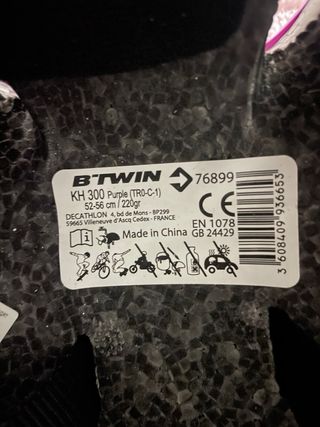 B'TWIN 76899
KH 300 Purple (TR0-C-1)
52-56 cm / 220gr
DECATHLON 4, bd de Mons - BP299
59665 Villeneuve d'Ascq Cedex - FRANCE
CE
EN 1078
Made in China GB 24429
3 608409 936653